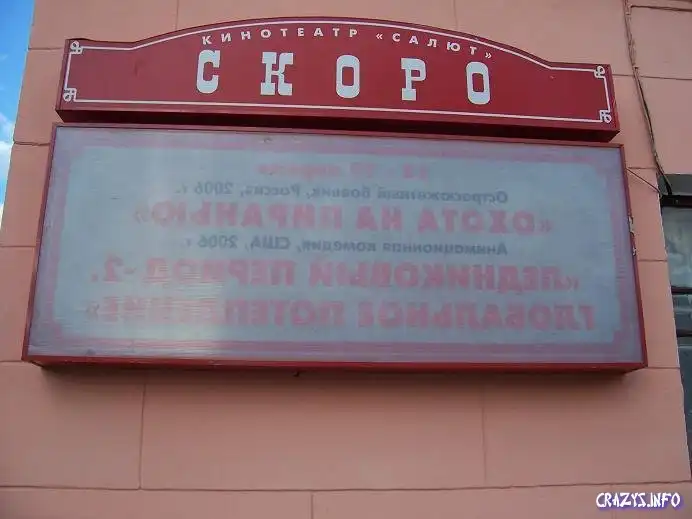 КИНОТЕАТР «САЛЮТ»
СКОРО
апреля
Остросюжетный боевик, Россия, 2006 г.
«ОХОТА НА ПИРАНЬЮ»
Анимационная комедия, США, 2006 г.
«ЛЕДНИКОВЫЙ ПЕРИОД-2.
ГЛОБАЛЬНОЕ ПОТЕПЛЕНИЕ»
CRAZYS.INFO